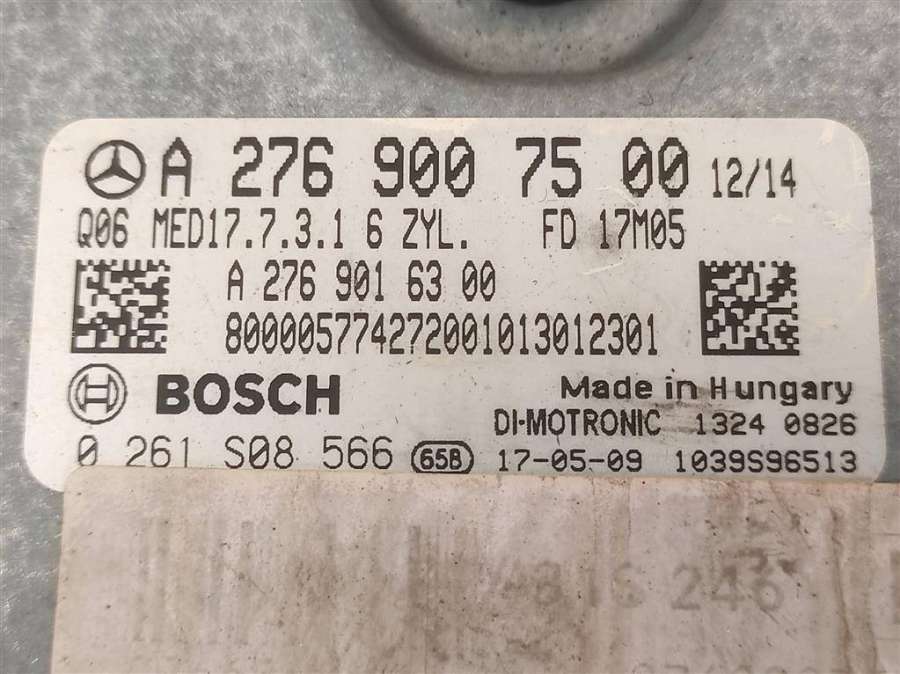 A 276 900 75 00 12/14
Q06 MED17.7.3.1 6 ZYL. FD 17M05
A 276 901 63 00
800005774272001013012301
BOSCH Made in Hungary
DI-MOTRONIC 1324 0826
0 261 S08 566 65B 17-05-09 1039S96513